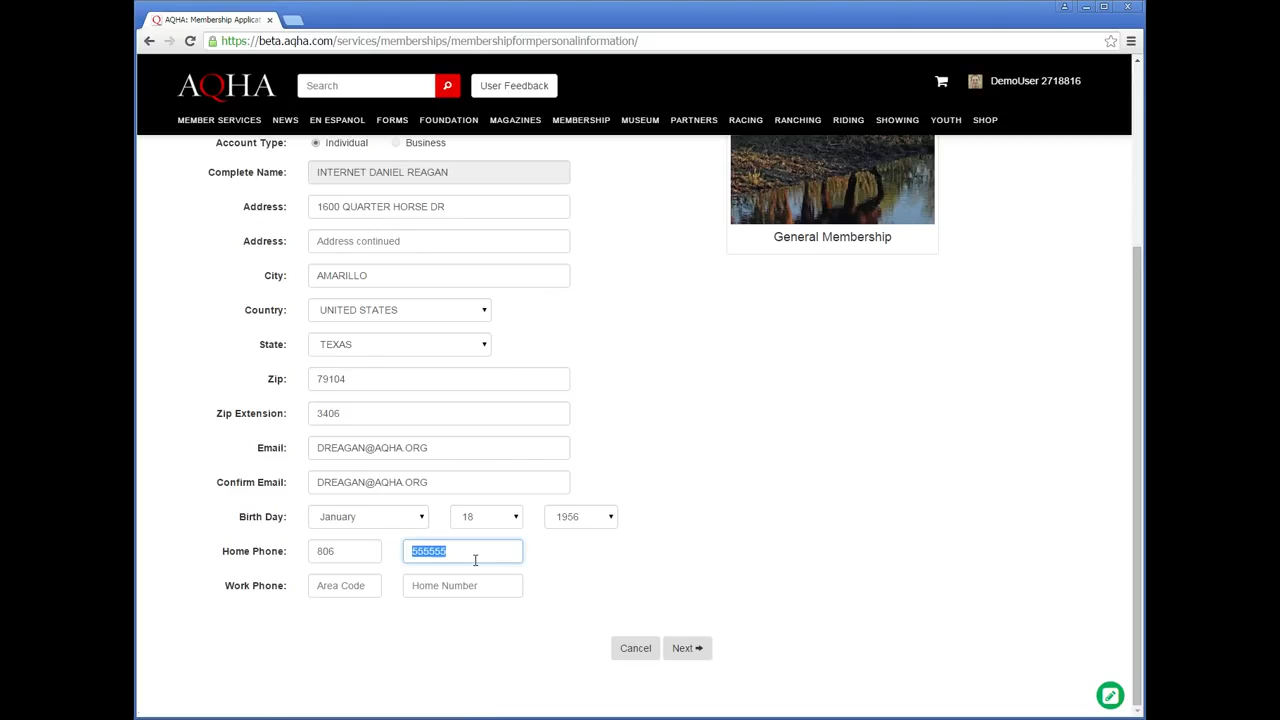 AQHA: Membership Applicat
https://beta.aqha.com/services/memberships/membershipformpersonalinformation/
AQHA
Search
User Feedback
DemoUser 2718816
MEMBER SERVICES NEWS EN ESPANOL FORMS FOUNDATION MAGAZINES MEMBERSHIP MUSEUM PARTNERS RACING RANCHING RIDING SHOWING YOUTH SHOP
Account Type: Individual Business
Complete Name: INTERNET DANIEL REAGAN
Address: 1600 QUARTER HORSE DR
General Membership
Address: Address continued
City: AMARILLO
Country: UNITED STATES
State: TEXAS
Zip: 79104
Zip Extension: 3406
Email: DREAGAN@AQHA.ORG
Confirm Email: DREAGAN@AQHA.ORG
Birth Day: January 18 1956
Home Phone: 806 555555
Work Phone: Area Code Home Number
Cancel Next